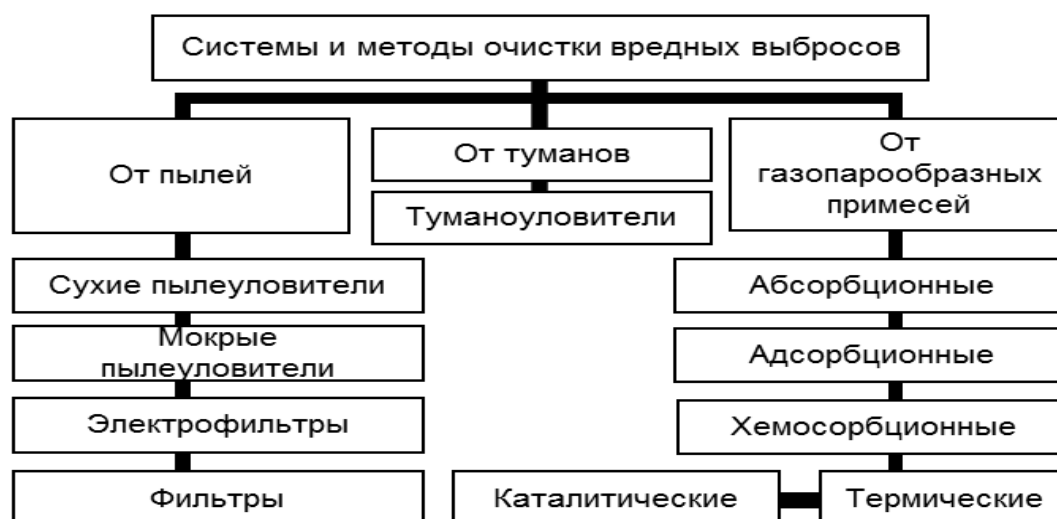 Системы и методы очистки вредных выбросов
От пылей
От туманов
От
газопарообразных
примесей
Туманоуловители
Сухие пылеуловители
Абсорбционные
Мокрые
пылеуловители
Адсорбционные
Электрофильтры
Хемосорбционные
Фильтры
Каталитические
Термические